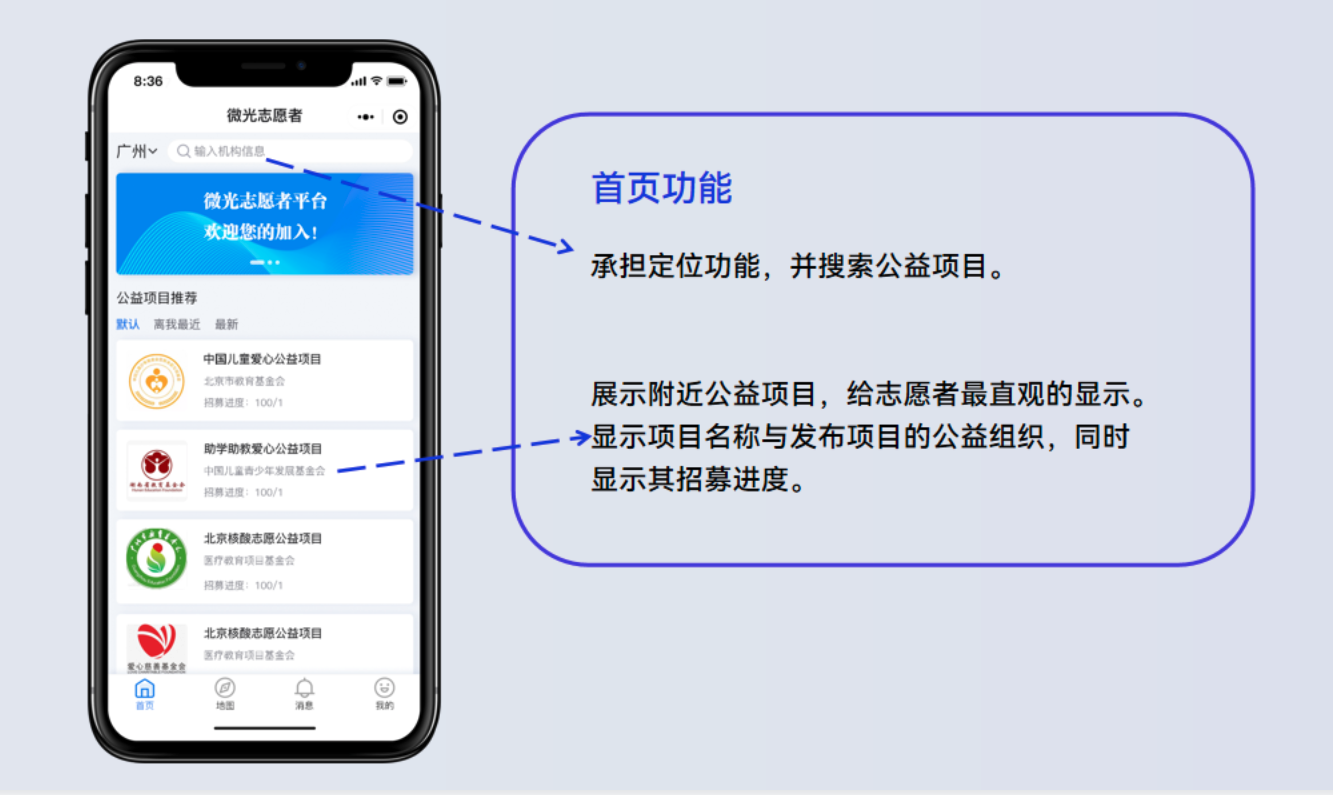 8:36
微光志愿者
广州
输入机构信息
微光志愿者平台
欢迎您的加入！
公益项目推荐
默认 离我最近 最新
中国儿童爱心公益项目
北京市教育基金会
招募进度：100/1
助学助教爱心公益项目
中国儿童青少年发展基金会
招募进度：100/1
北京核酸志愿公益项目
医疗教育项目基金会
招募进度：100/1
北京核酸志愿公益项目
医疗教育项目基金会
爱心慈善基金会
首页 地图 消息 我的
首页功能
承担定位功能，并搜索公益项目。
展示附近公益项目，给志愿者最直观的显示。
显示项目名称与发布项目的公益组织，同时
显示其招募进度。